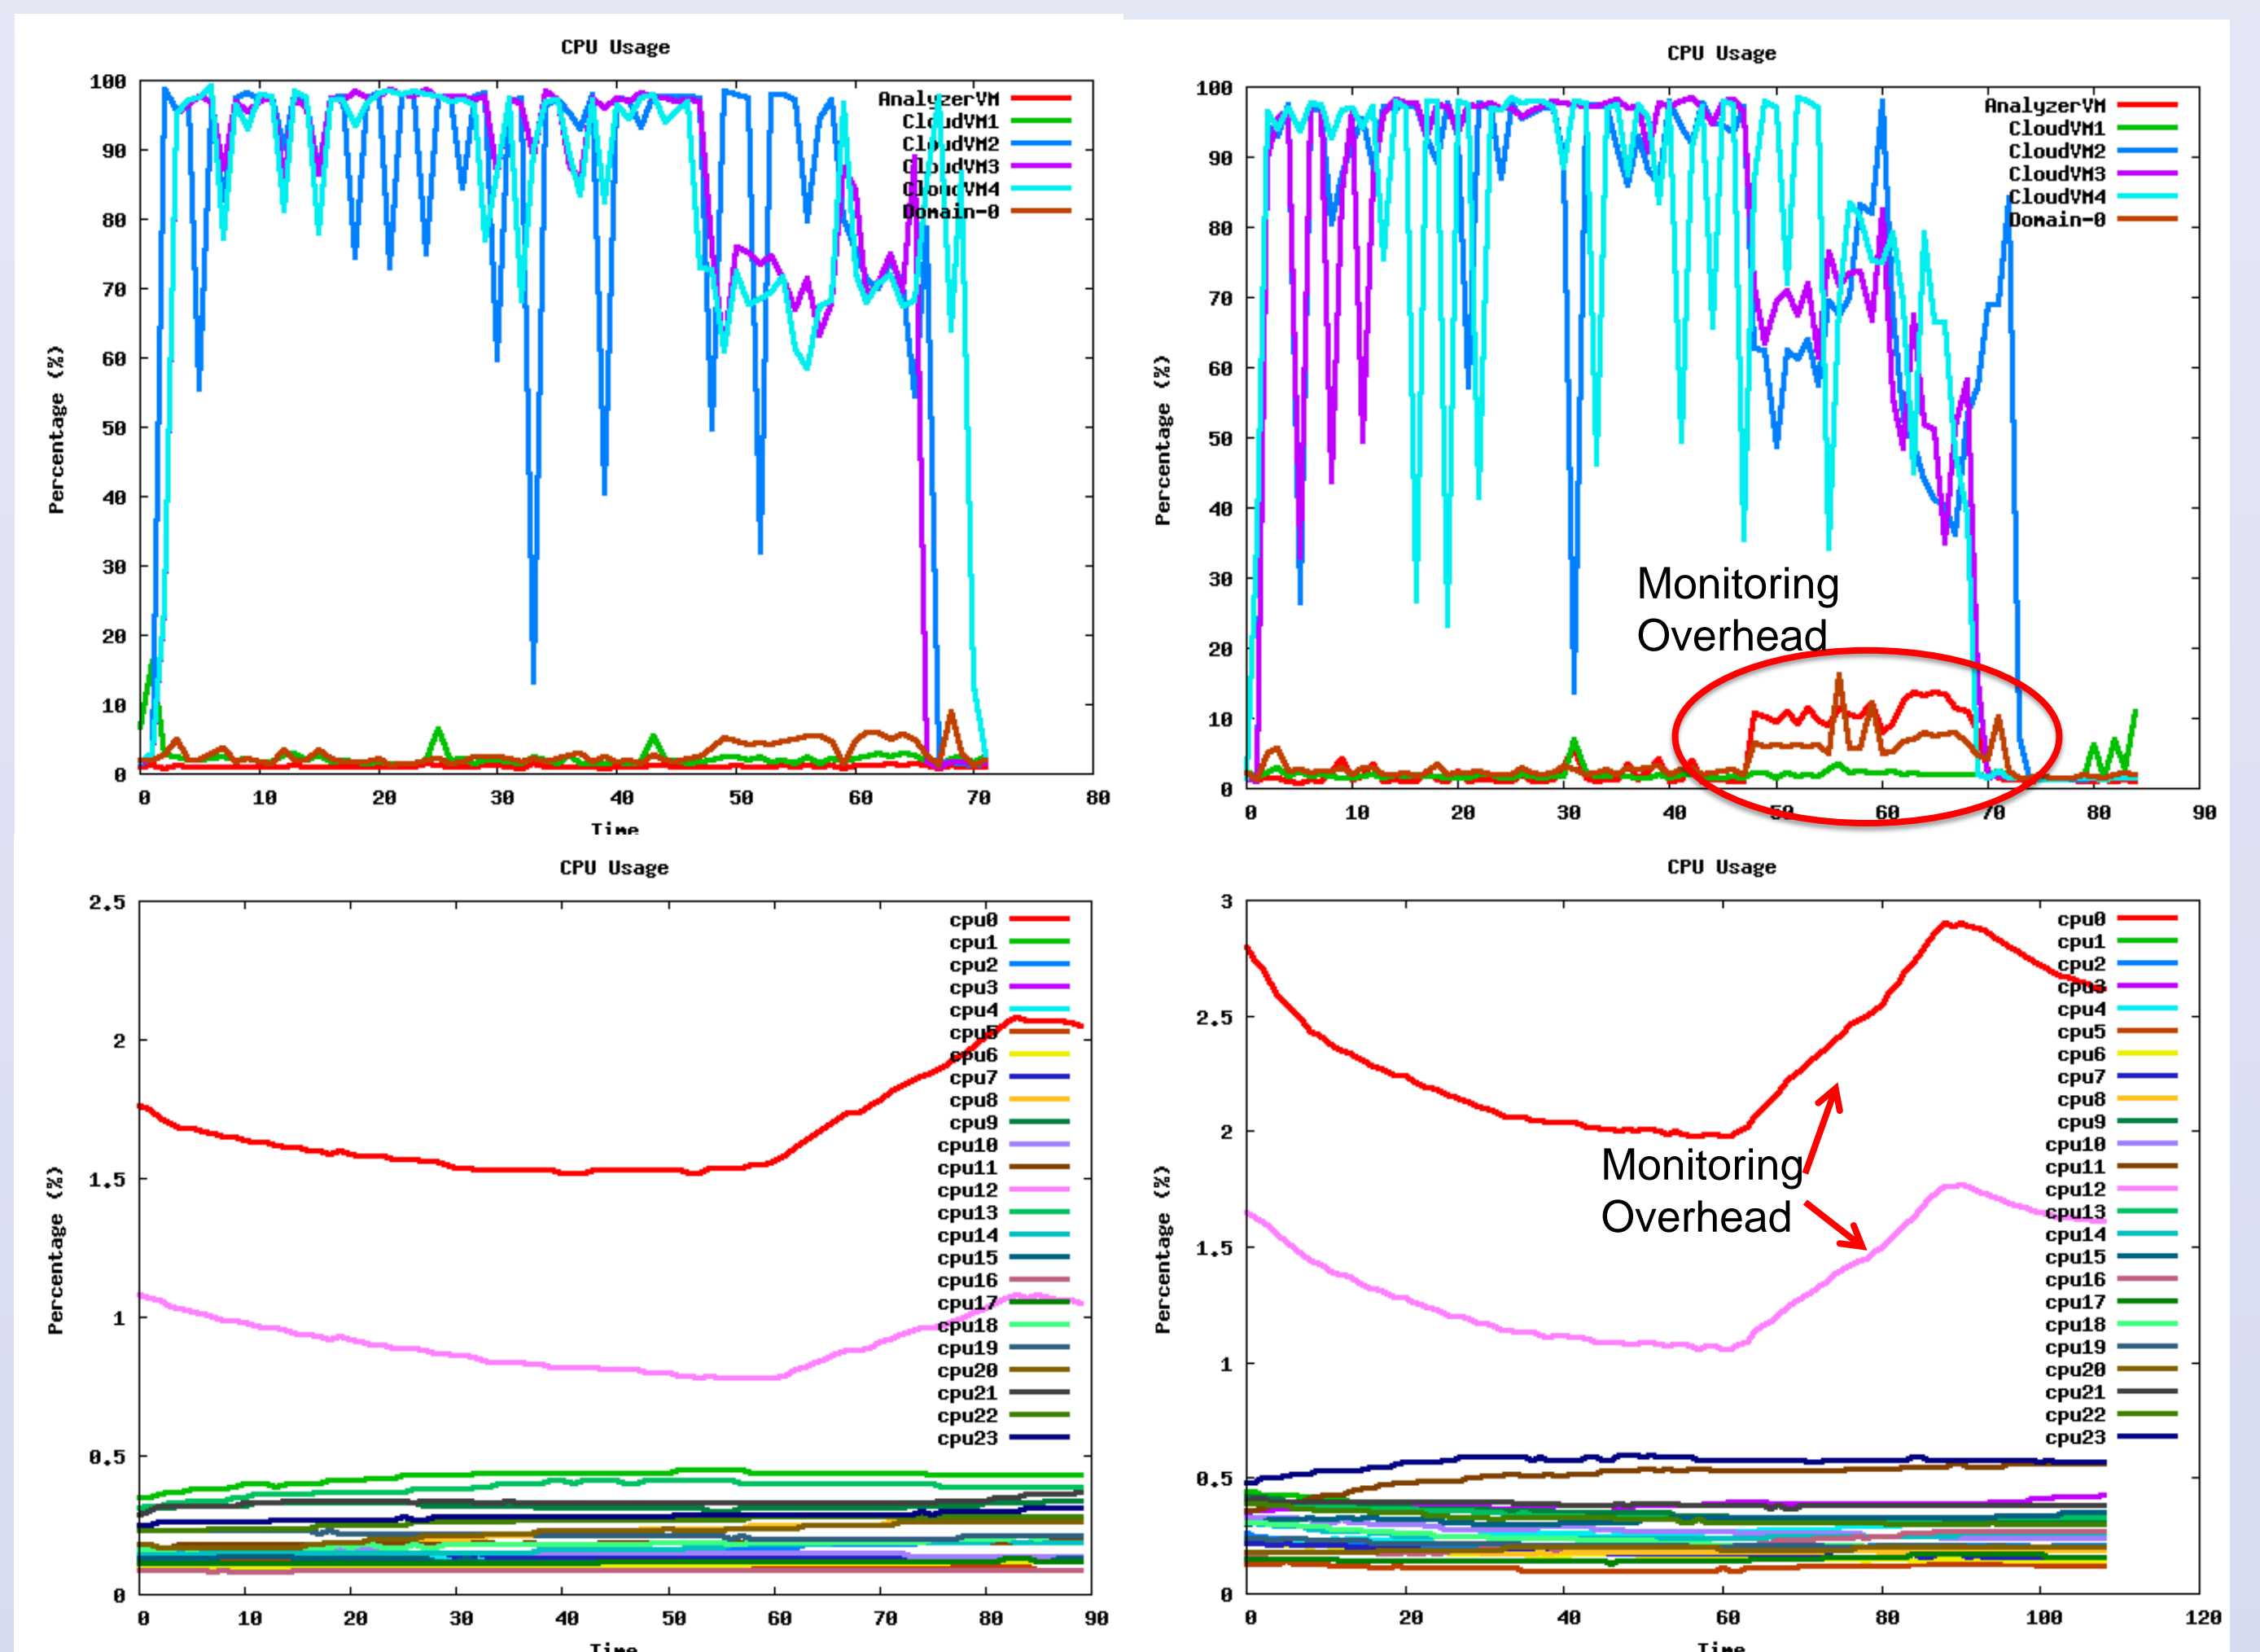 CPU Usage
100
90
80
70
60
50
40
30
20
10
0
Percentage (%)
AnalyzerVM
CloudVM1
CloudVM2
CloudVM3
CloudVM4
Domain-0
0 10 20 30 40 50 60 70 80
Time
CPU Usage
100
90
80
70
60
50
40
30
20
10
0
Percentage (%)
AnalyzerVM
CloudVM1
CloudVM2
CloudVM3
CloudVM4
Domain-0
Monitoring
Overhead
0 10 20 30 40 50 60 70 80 90
CPU Usage
2.5
2
1.5
1
0.5
0
Percentage (%)
cpu0
cpu1
cpu2
cpu3
cpu4
cpu5
cpu6
cpu7
cpu8
cpu9
cpu10
cpu11
cpu12
cpu13
cpu14
cpu15
cpu16
cpu17
cpu18
cpu19
cpu20
cpu21
cpu22
cpu23
0 10 20 30 40 50 60 70 80 90
Time
CPU Usage
3
2.5
2
1.5
1
0.5
0
Percentage (%)
cpu0
cpu1
cpu2
cpu3
cpu4
cpu5
cpu6
cpu7
cpu8
cpu9
cpu10
cpu11
cpu12
cpu13
cpu14
cpu15
cpu16
cpu17
cpu18
cpu19
cpu20
cpu21
cpu22
cpu23
Monitoring
Overhead
0 20 40 60 80 100 120
Time